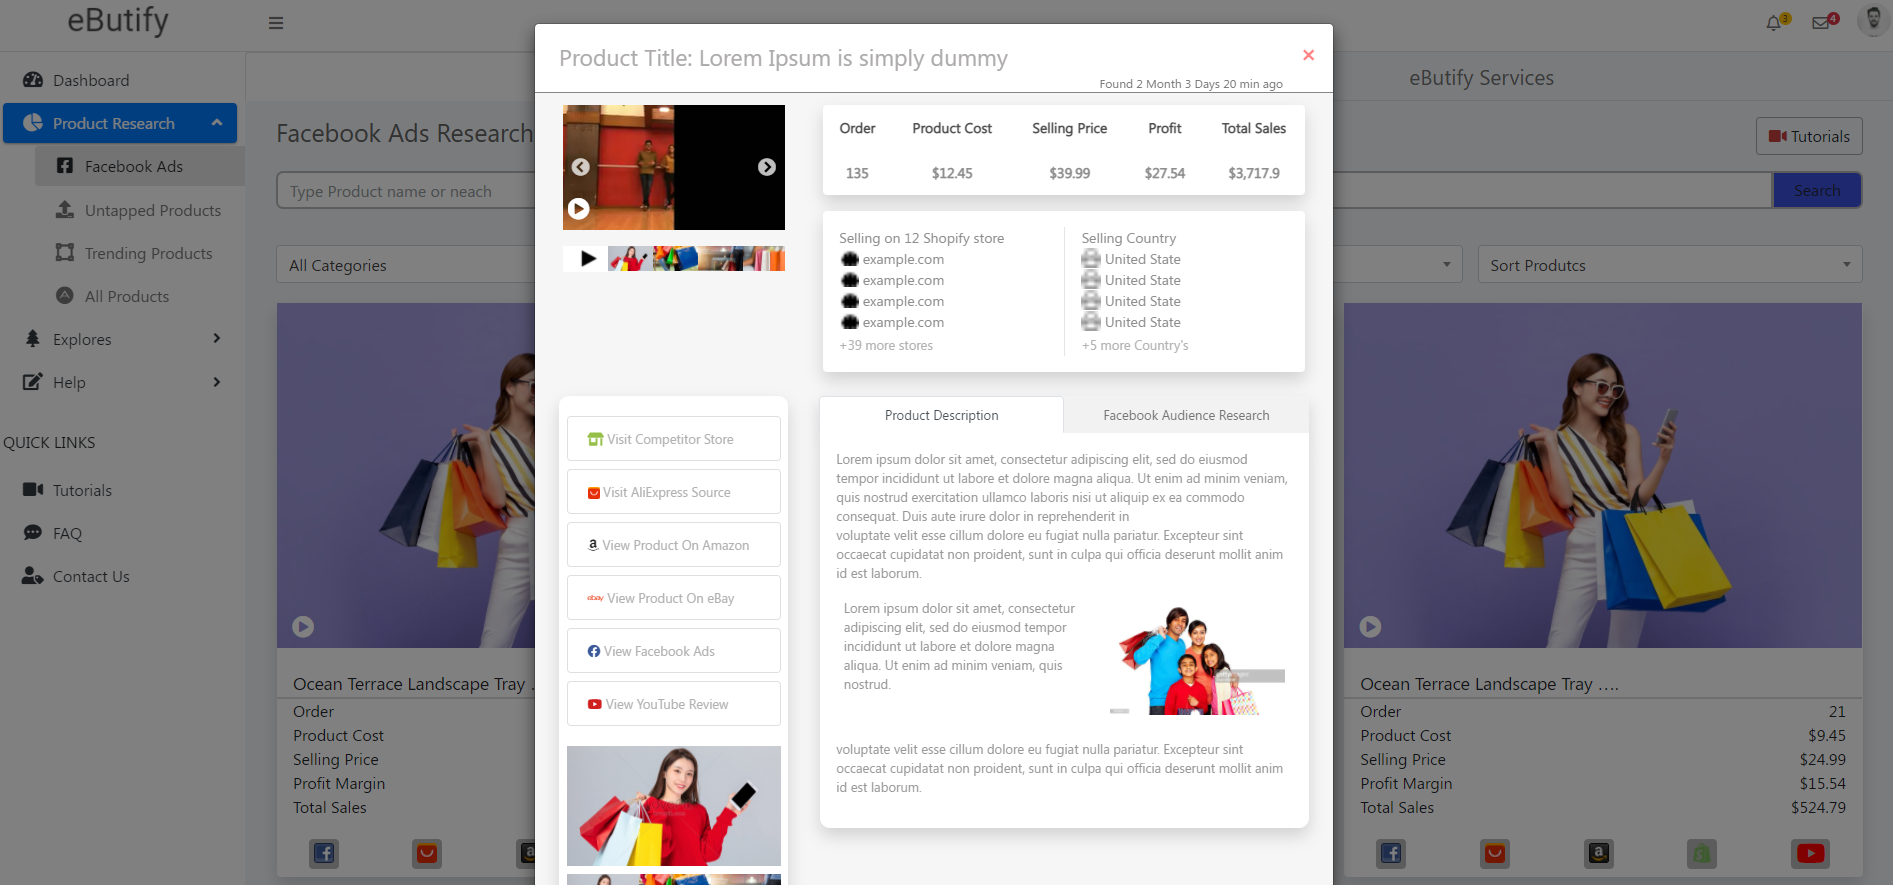 eButify
3
4
Dashboard
Product Research
Facebook Ads
Untapped Products
Trending Products
All Products
Explores
Help
QUICK LINKS
Tutorials
FAQ
Contact Us
eButify Services
Facebook Ads Research
Tutorials
Type Product name or neach
Search
All Categories
Sort Produtcs
Ocean Terrace Landscape Tray .
Order
Product Cost
Selling Price
Profit Margin
Total Sales
Product Title: Lorem Ipsum is simply dummy
Found 2 Month 3 Days 20 min ago
Order Product Cost Selling Price Profit Total Sales
135 $12.45 $39.99 $27.54 $3,717.9
Selling on 12 Shopify store
example.com
example.com
example.com
example.com
+39 more stores
Selling Country
United State
United State
United State
United State
+5 more Country's
Visit Competitor Store
Visit AliExpress Source
View Product On Amazon
ebay View Product On eBay
View Facebook Ads
View YouTube Review
Product Description
Facebook Audience Research
Lorem ipsum dolor sit amet, consectetur adipiscing elit, sed do eiusmod
tempor incididunt ut labore et dolore magna aliqua. Ut enim ad minim veniam,
quis nostrud exercitation ullamco laboris nisi ut aliquip ex ea commodo
consequat. Duis aute irure dolor in reprehenderit in
voluptate velit esse cillum dolore eu fugiat nulla pariatur. Excepteur sint
occaecat cupidatat non proident, sunt in culpa qui officia deserunt mollit anim
id est laborum.
Lorem ipsum dolor sit amet, consectetur
adipiscing elit, sed do eiusmod tempor
incididunt ut labore et dolore magna
aliqua. Ut enim ad minim veniam, quis
nostrud.
voluptate velit esse cillum dolore eu fugiat nulla pariatur. Excepteur sint
occaecat cupidatat non proident, sunt in culpa qui officia deserunt mollit anim
id est laborum.
Ocean Terrace Landscape Tray ....
Order 21
Product Cost $9.45
Selling Price $24.99
Profit Margin $15.54
Total Sales $524.79